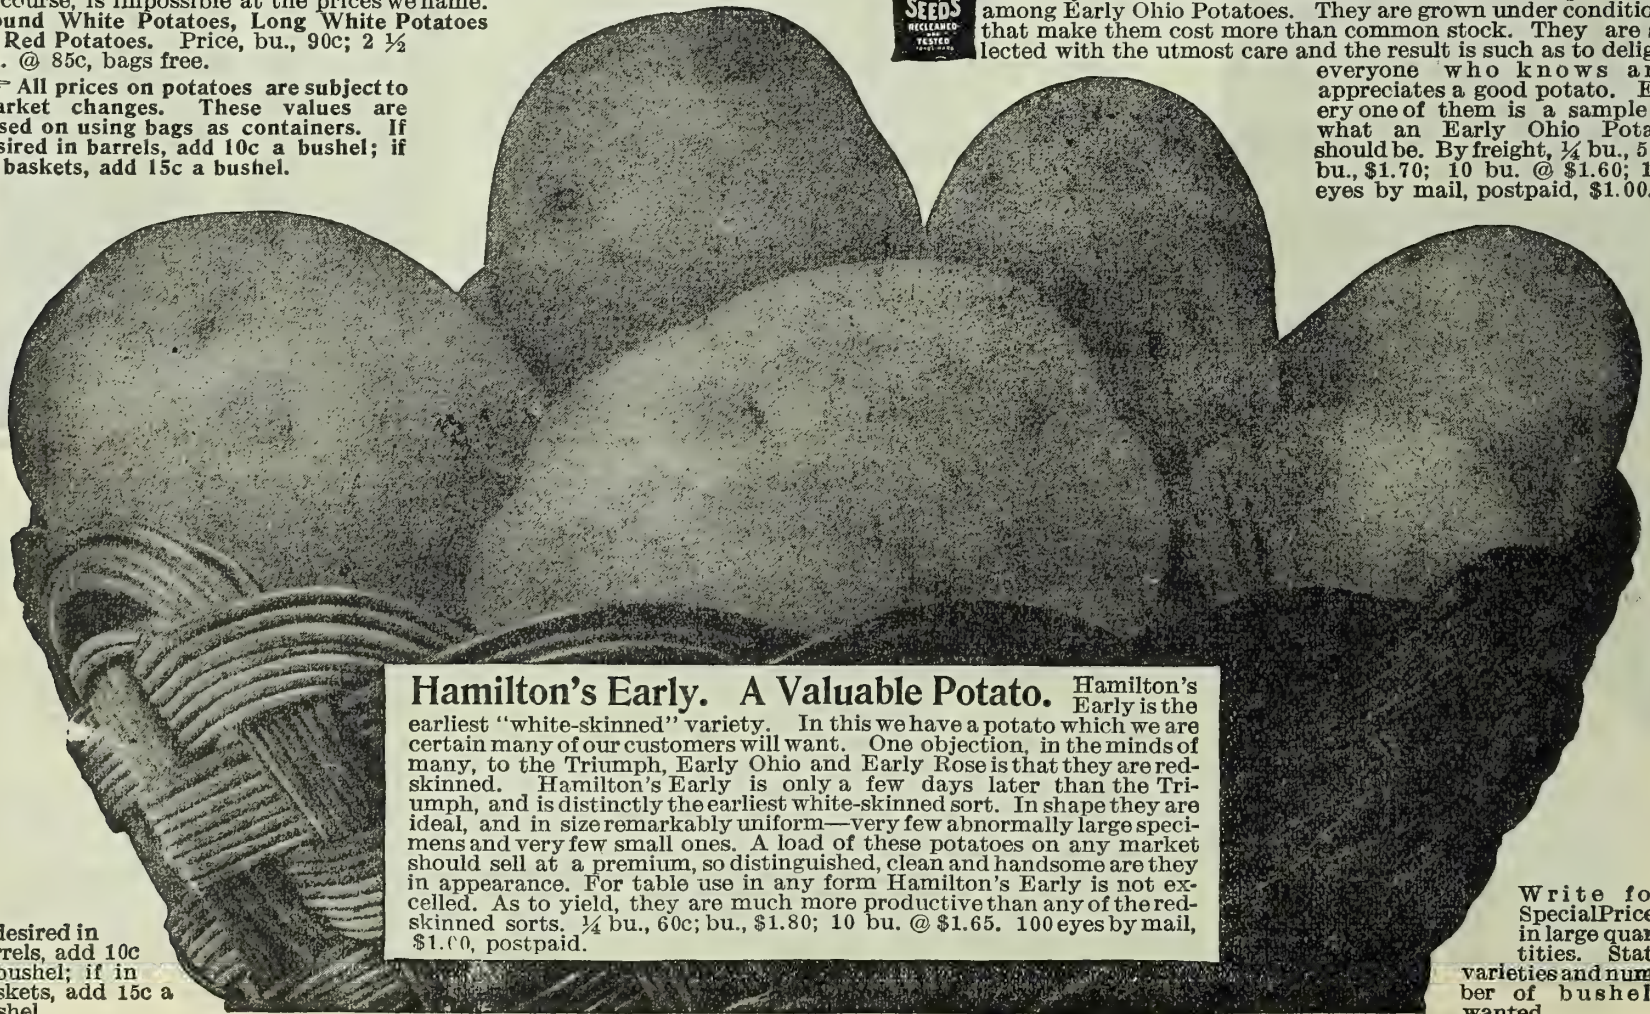 course, is impossible at the prices we name.
ound White Potatoes, Long White Potatoes
Red Potatoes. Price, bu., 90c; 2 ½
. @ 85c, bags free.
All prices on potatoes are subject to
arket changes. These values are
sed on using bags as containers. If
sired in barrels, add 10c a bushel; if
baskets, add 15c a bushel.
SEEDS
RECLEANED
AND
TESTED
among Early Ohio Potatoes. They are grown under conditio
that make them cost more than common stock. They are
lected with the utmost care and the result is such as to delig
everyone who knows a
appreciates a good potato. E
ery one of them is a sample
what an Early Ohio Pota
should be. By freight, ¼ bu., 5
bu., $1.70; 10 bu. @ $1.60; 1
eyes by mail, postpaid, $1.00.
Hamilton's Early. A Valuable Potato. Hamilton's
Early is the
earliest "white-skinned" variety. In this we have a potato which we are
certain many of our customers will want. One objection, in the minds of
many, to the Triumph, Early Ohio and Early Rose is that they are red-
skinned. Hamilton's Early is only a few days later than the Tri-
umph, and is distinctly the earliest white-skinned sort. In shape they are
ideal, and in size remarkably uniform—very few abnormally large speci-
mens and very few small ones. A load of these potatoes on any market
should sell at a premium, so distinguished, clean and handsome are they
in appearance. For table use in any form Hamilton's Early is not ex-
celled. As to yield, they are much more productive than any of the red-
skinned sorts. ¼ bu., 60c; bu., $1.80; 10 bu. @ $1.65. 100 eyes by mail,
$1.00, postpaid.
desired in
rrels, add 10c
bushel; if in
skets, add 15c a
shel
Write fo
Special Price
in large quan
tities. Stat
varieties and num
ber of bushel
wanted